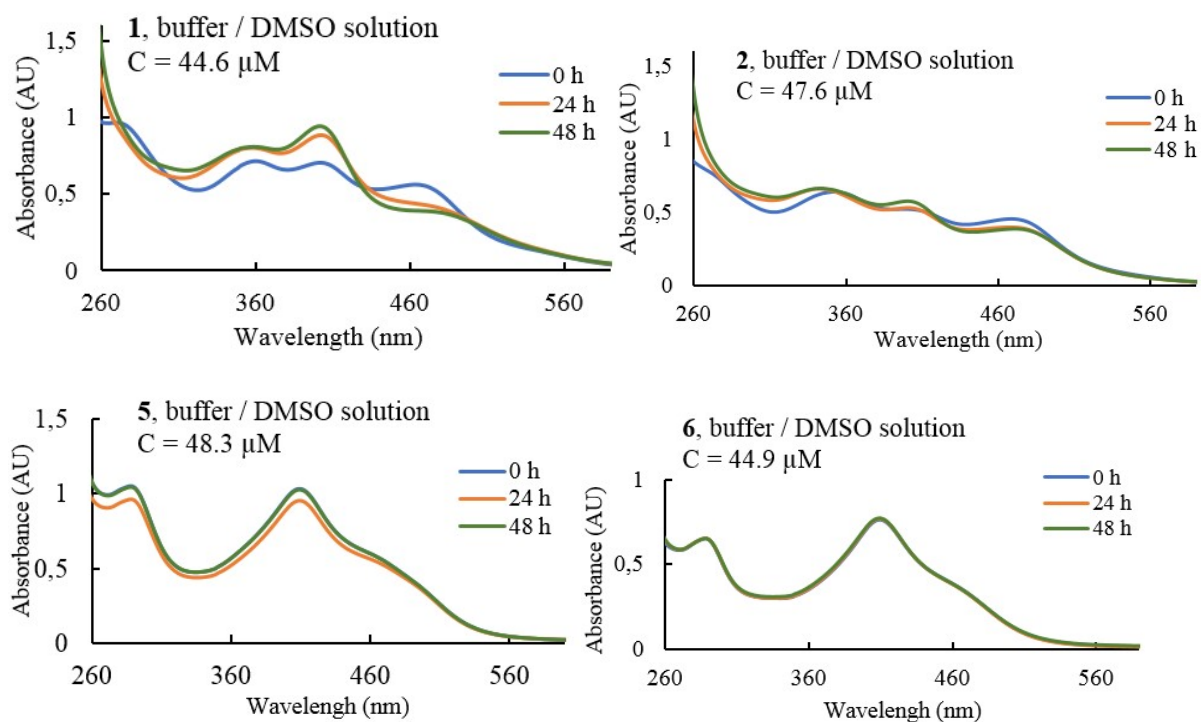 1, buffer / DMSO solution
C = 44.6 µM
0 h
24 h
48 h
Absorbance (AU)
1,5
1
0,5
0
260
360
460
560
Wavelength (nm)
2, buffer / DMSO solution
C = 47.6 µM
0 h
24 h
48 h
Absorbance (AU)
1,5
1
0,5
0
260
360
460
560
Wavelength (nm)
5, buffer / DMSO solution
C = 48.3 µM
0 h
24 h
48 h
Absorbance (AU)
1,5
1
0,5
0
260
360
460
560
Wavelengh (nm)
6, buffer / DMSO solution
C = 44.9 µM
0 h
24 h
48 h
Absorbance (AU)
1
0,5
0
260
360
460
560
Wavelengh (nm)